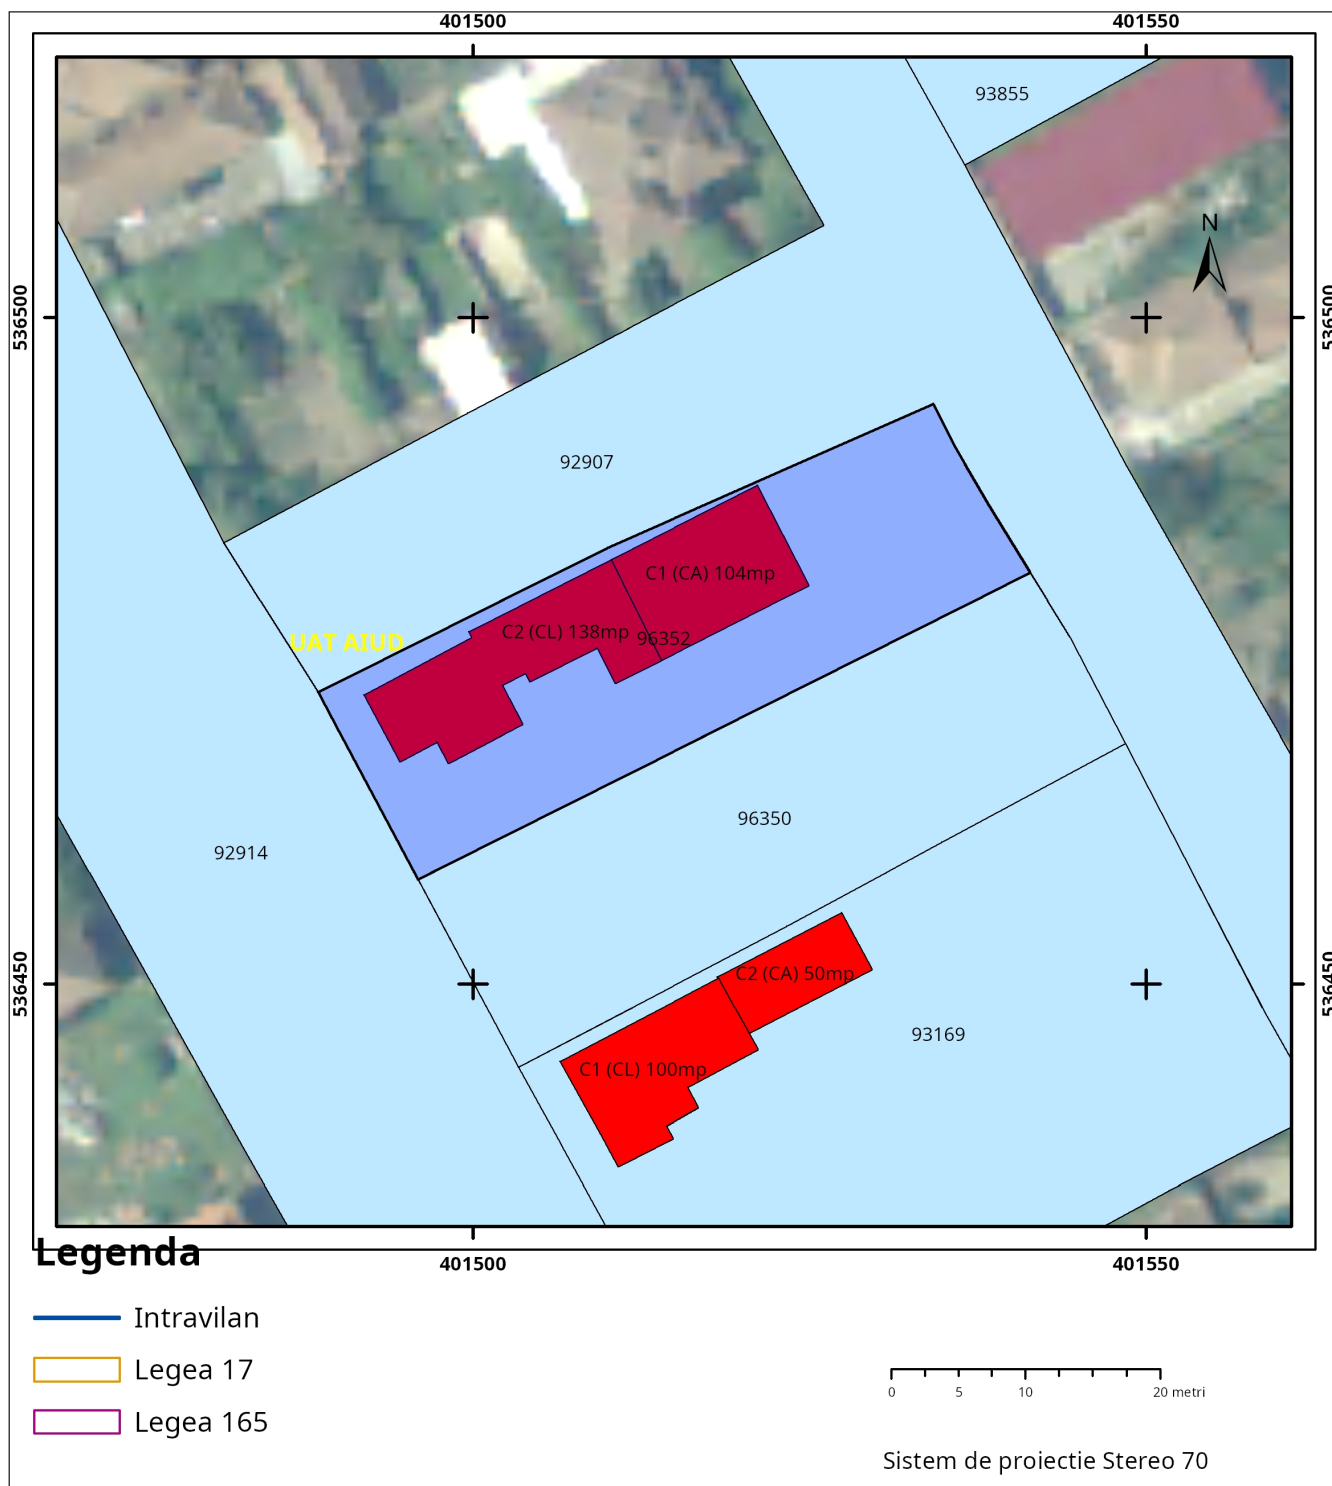 401500 401550
93855
N
536500 536500
92907
C1 (CA) 104mp
C2 (CL) 138mp
96352
UAT AIUD
96350
92914
536450 536450
C2 (CA) 50mp
93169
C1 (CL) 100mp
401500 401550
Legenda
Intravilan
Legea 17
Legea 165
0 5 10 20 metri
Sistem de proiectie Stereo 70